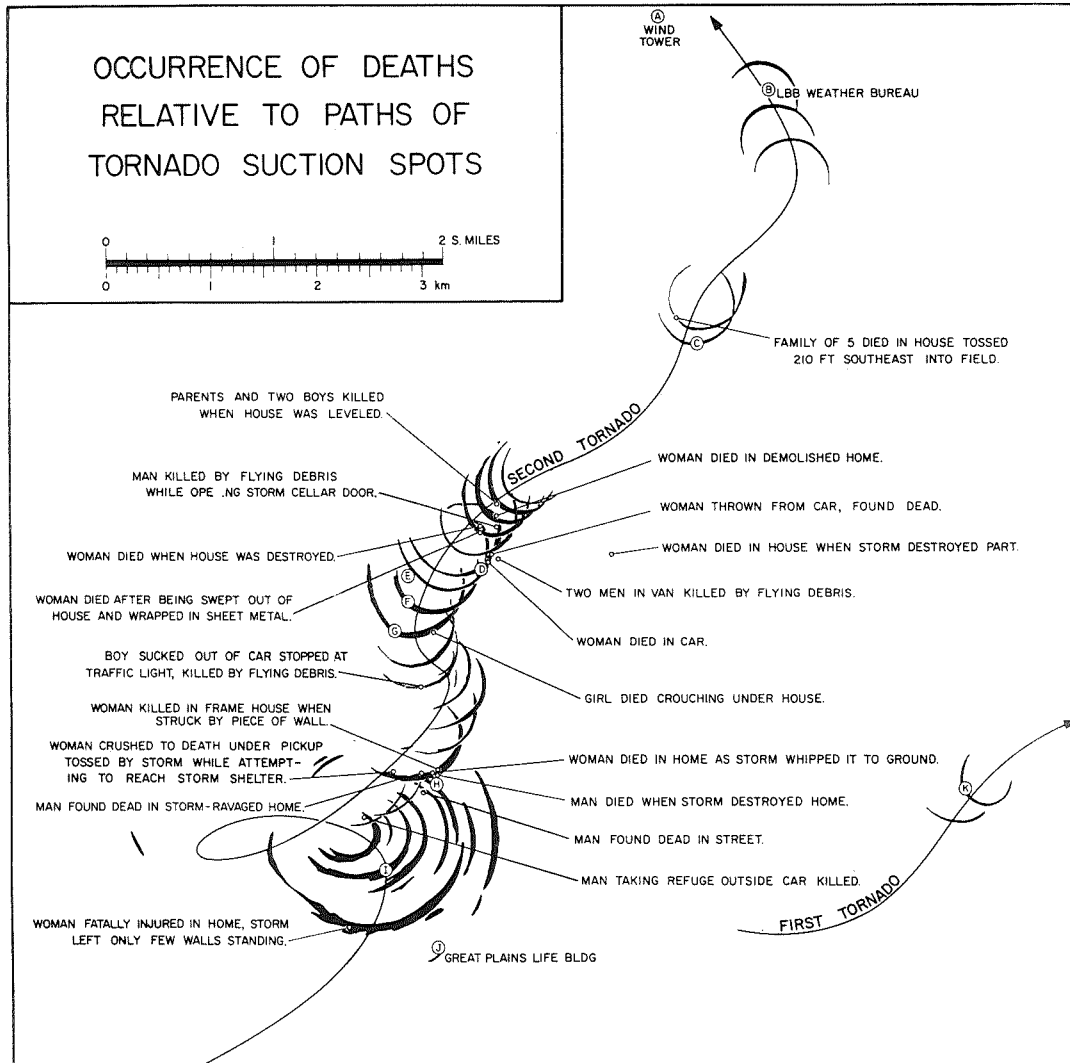 OCCURRENCE OF DEATHS
RELATIVE TO PATHS OF
TORNADO SUCTION SPOTS
0 1 2 S. MILES
0 1 2 3 km
A
WIND
TOWER
B LBB WEATHER BUREAU
C
FAMILY OF 5 DIED IN HOUSE TOSSED
210 FT SOUTHEAST INTO FIELD.
PARENTS AND TWO BOYS KILLED
WHEN HOUSE WAS LEVELED.
SECOND TORNADO
WOMAN DIED IN DEMOLISHED HOME.
MAN KILLED BY FLYING DEBRIS
WHILE OPE .NG STORM CELLAR DOOR.
WOMAN THROWN FROM CAR, FOUND DEAD.
WOMAN DIED WHEN HOUSE WAS DESTROYED.
WOMAN DIED IN HOUSE WHEN STORM DESTROYED PART.
D
E
F
G
TWO MEN IN VAN KILLED BY FLYING DEBRIS.
WOMAN DIED AFTER BEING SWEPT OUT OF
HOUSE AND WRAPPED IN SHEET METAL.
WOMAN DIED IN CAR.
BOY SUCKED OUT OF CAR STOPPED AT
TRAFFIC LIGHT, KILLED BY FLYING DEBRIS.
GIRL DIED CROUCHING UNDER HOUSE.
WOMAN KILLED IN FRAME HOUSE WHEN
STRUCK BY PIECE OF WALL.
WOMAN CRUSHED TO DEATH UNDER PICKUP
TOSSED BY STORM WHILE ATTEMPT-
ING TO REACH STORM SHELTER.
WOMAN DIED IN HOME AS STORM WHIPPED IT TO GROUND.
H
K
MAN FOUND DEAD IN STORM-RAVAGED HOME.
MAN DIED WHEN STORM DESTROYED HOME.
MAN FOUND DEAD IN STREET.
I
MAN TAKING REFUGE OUTSIDE CAR KILLED.
FIRST TORNADO
WOMAN FATALLY INJURED IN HOME, STORM
LEFT ONLY FEW WALLS STANDING.
J
GREAT PLAINS LIFE BLDG